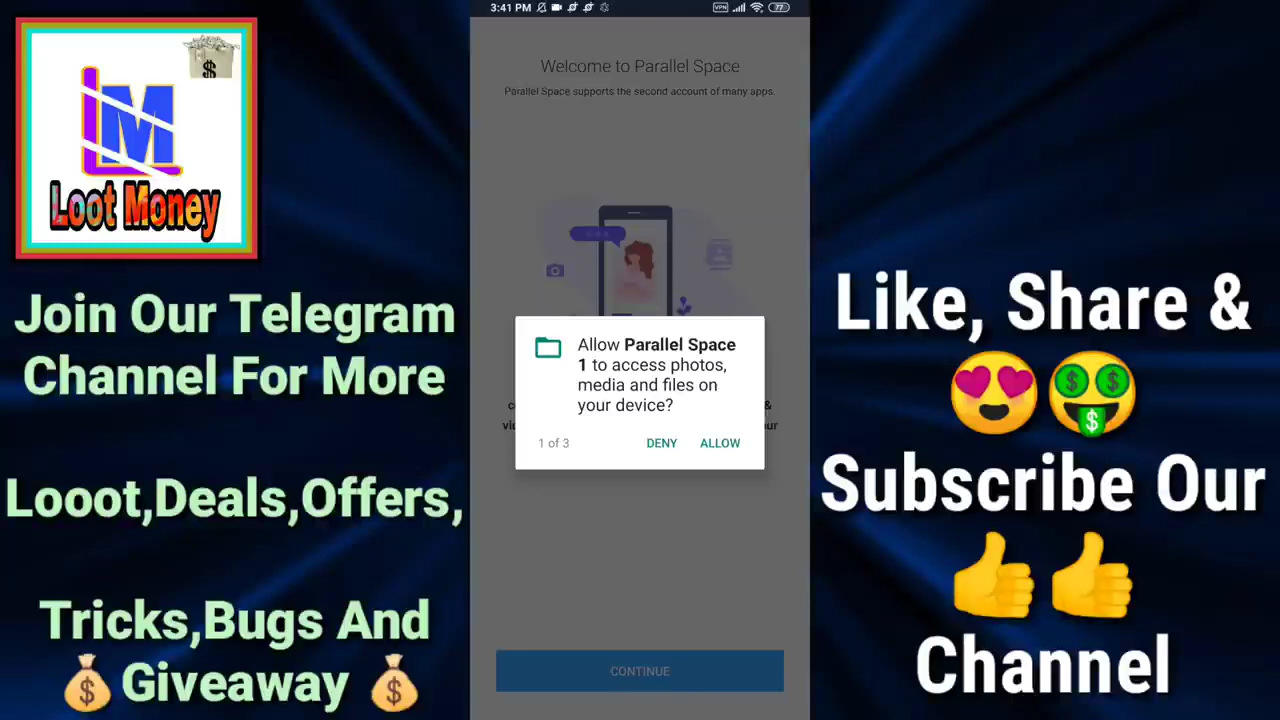 3:41 PM
VPN
77
LM
$
Loot Money
Join Our Telegram
Channel For More
Looot,Deals,Offers,
Tricks,Bugs And
Giveaway
Welcome to Parallel Space
Parallel Space supports the second account of many apps.
Allow Parallel Space
1 to access photos,
media and files on
your device?
1 of 3
DENY
ALLOW
&
CONTINUE
Like, Share &
Subscribe Our
Channel